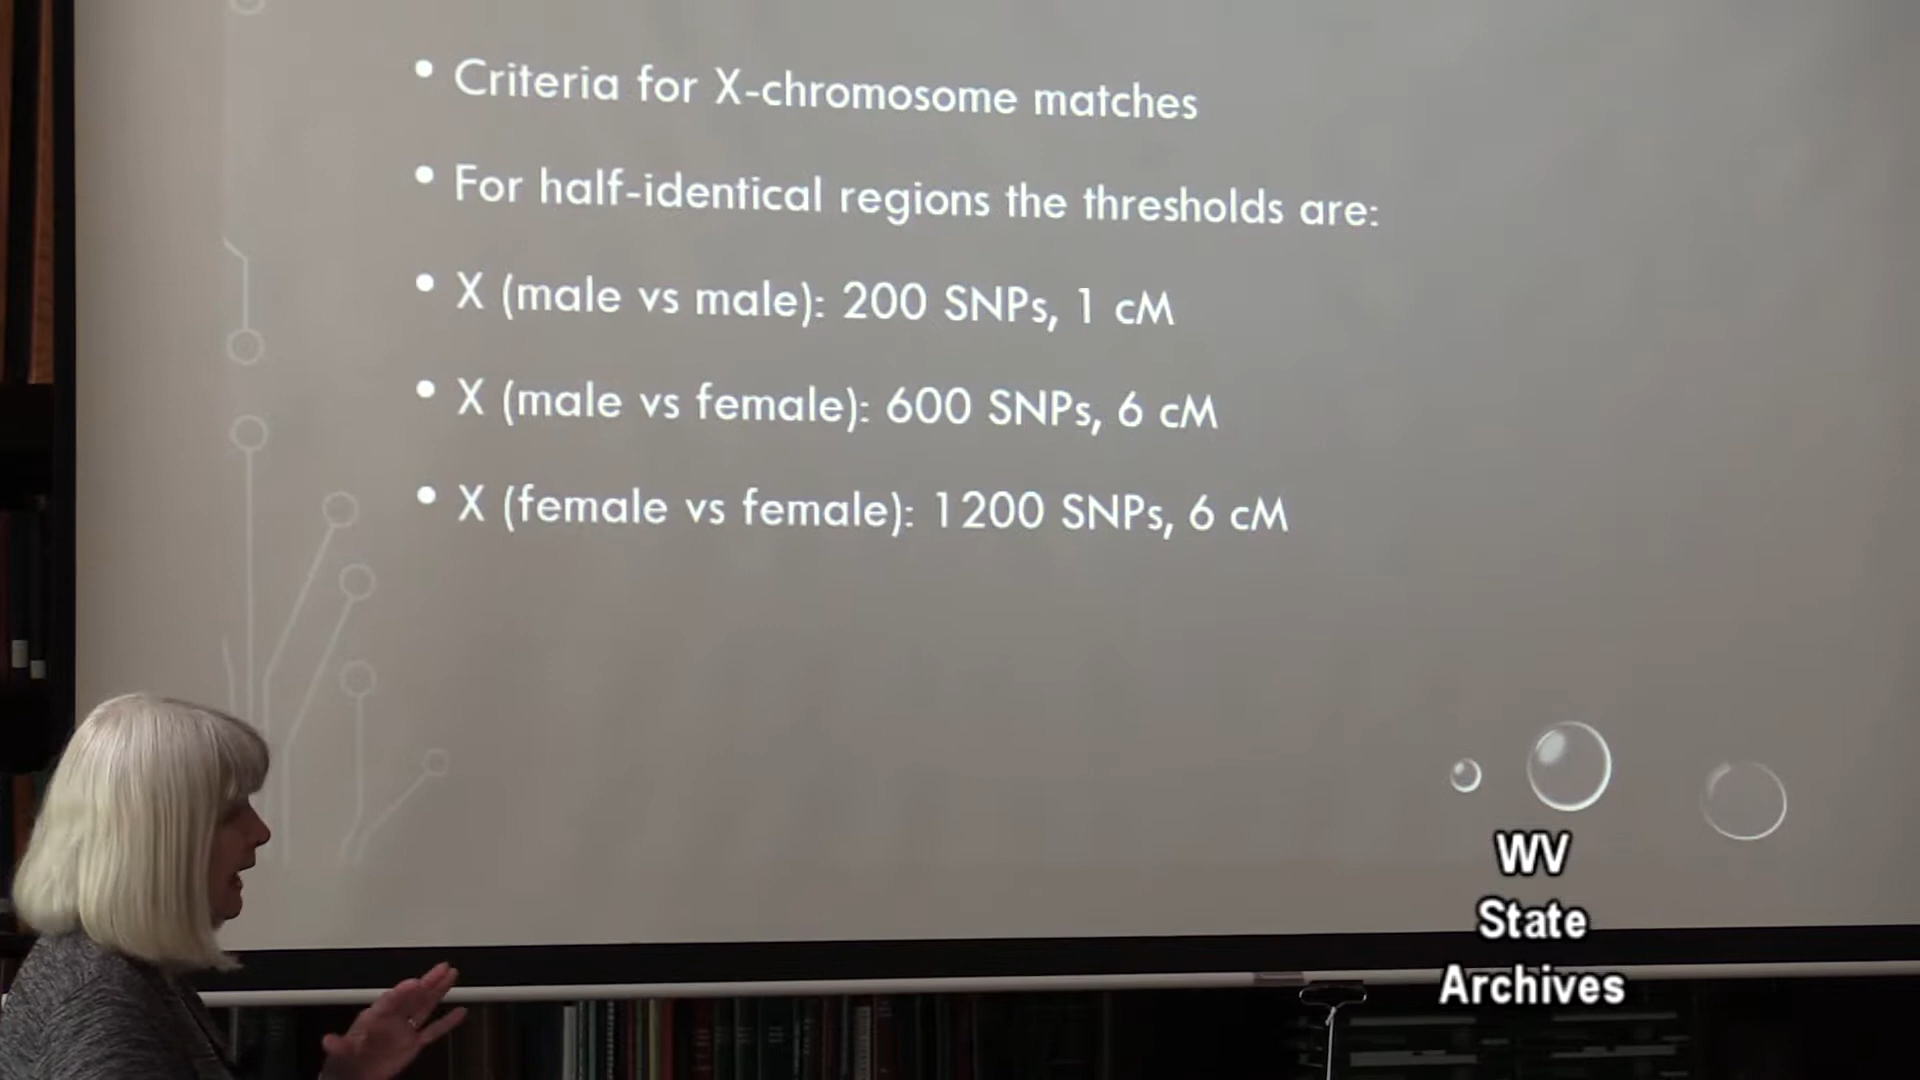 • Criteria for X-chromosome matches
• For half-identical regions the thresholds are:
• X (male vs male): 200 SNPs, 1 cM
• X (male vs female): 600 SNPs, 6 cM
• X (female vs female): 1200 SNPs, 6 cM
WV
State
Archives